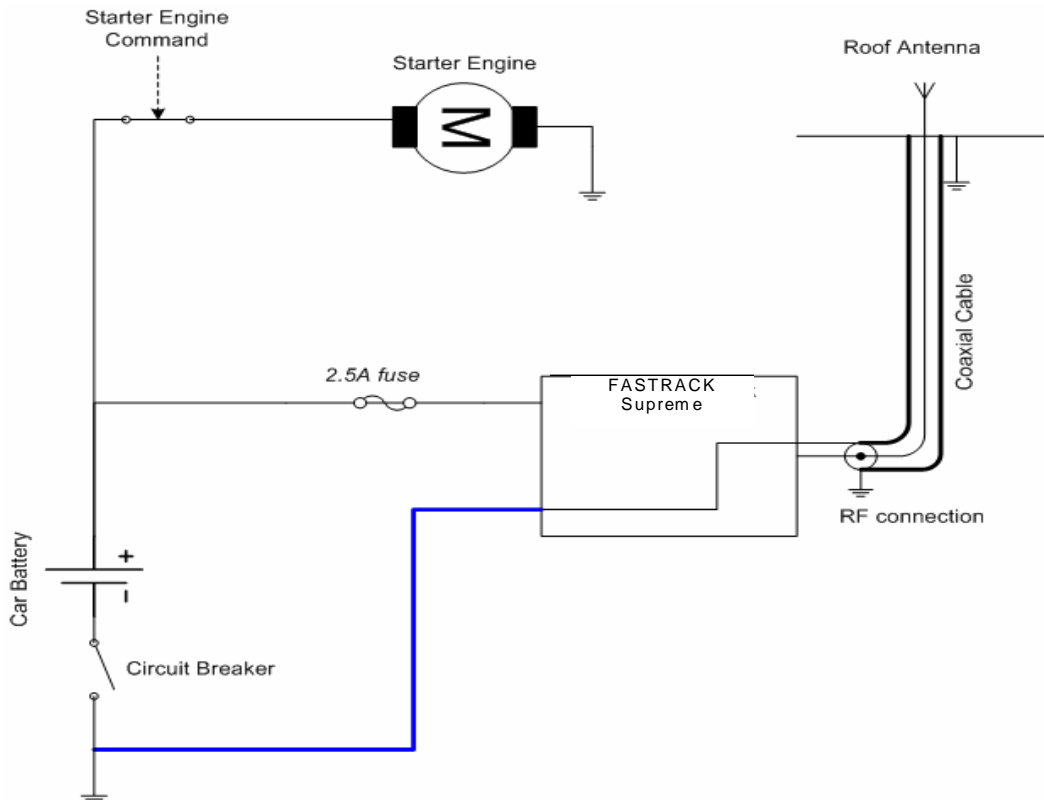 Starter Engine
Command
Starter Engine
M
Roof Antenna
Coaxial Cable
2.5A fuse
FASTRACK
Supreme
RF connection
Car Battery
+
–
Circuit Breaker